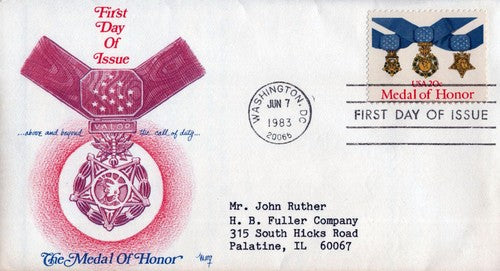 First
Day
Of
Issue
VALOR
...above and beyond the call of duty...
The Medal Of Honor
WASHINGTON, DC
JUN 7
1983
20066
USA 20c
Medal of Honor
FIRST DAY OF ISSUE
Mr. John Ruther
H. B. Fuller Company
315 South Hicks Road
Palatine, IL 60067